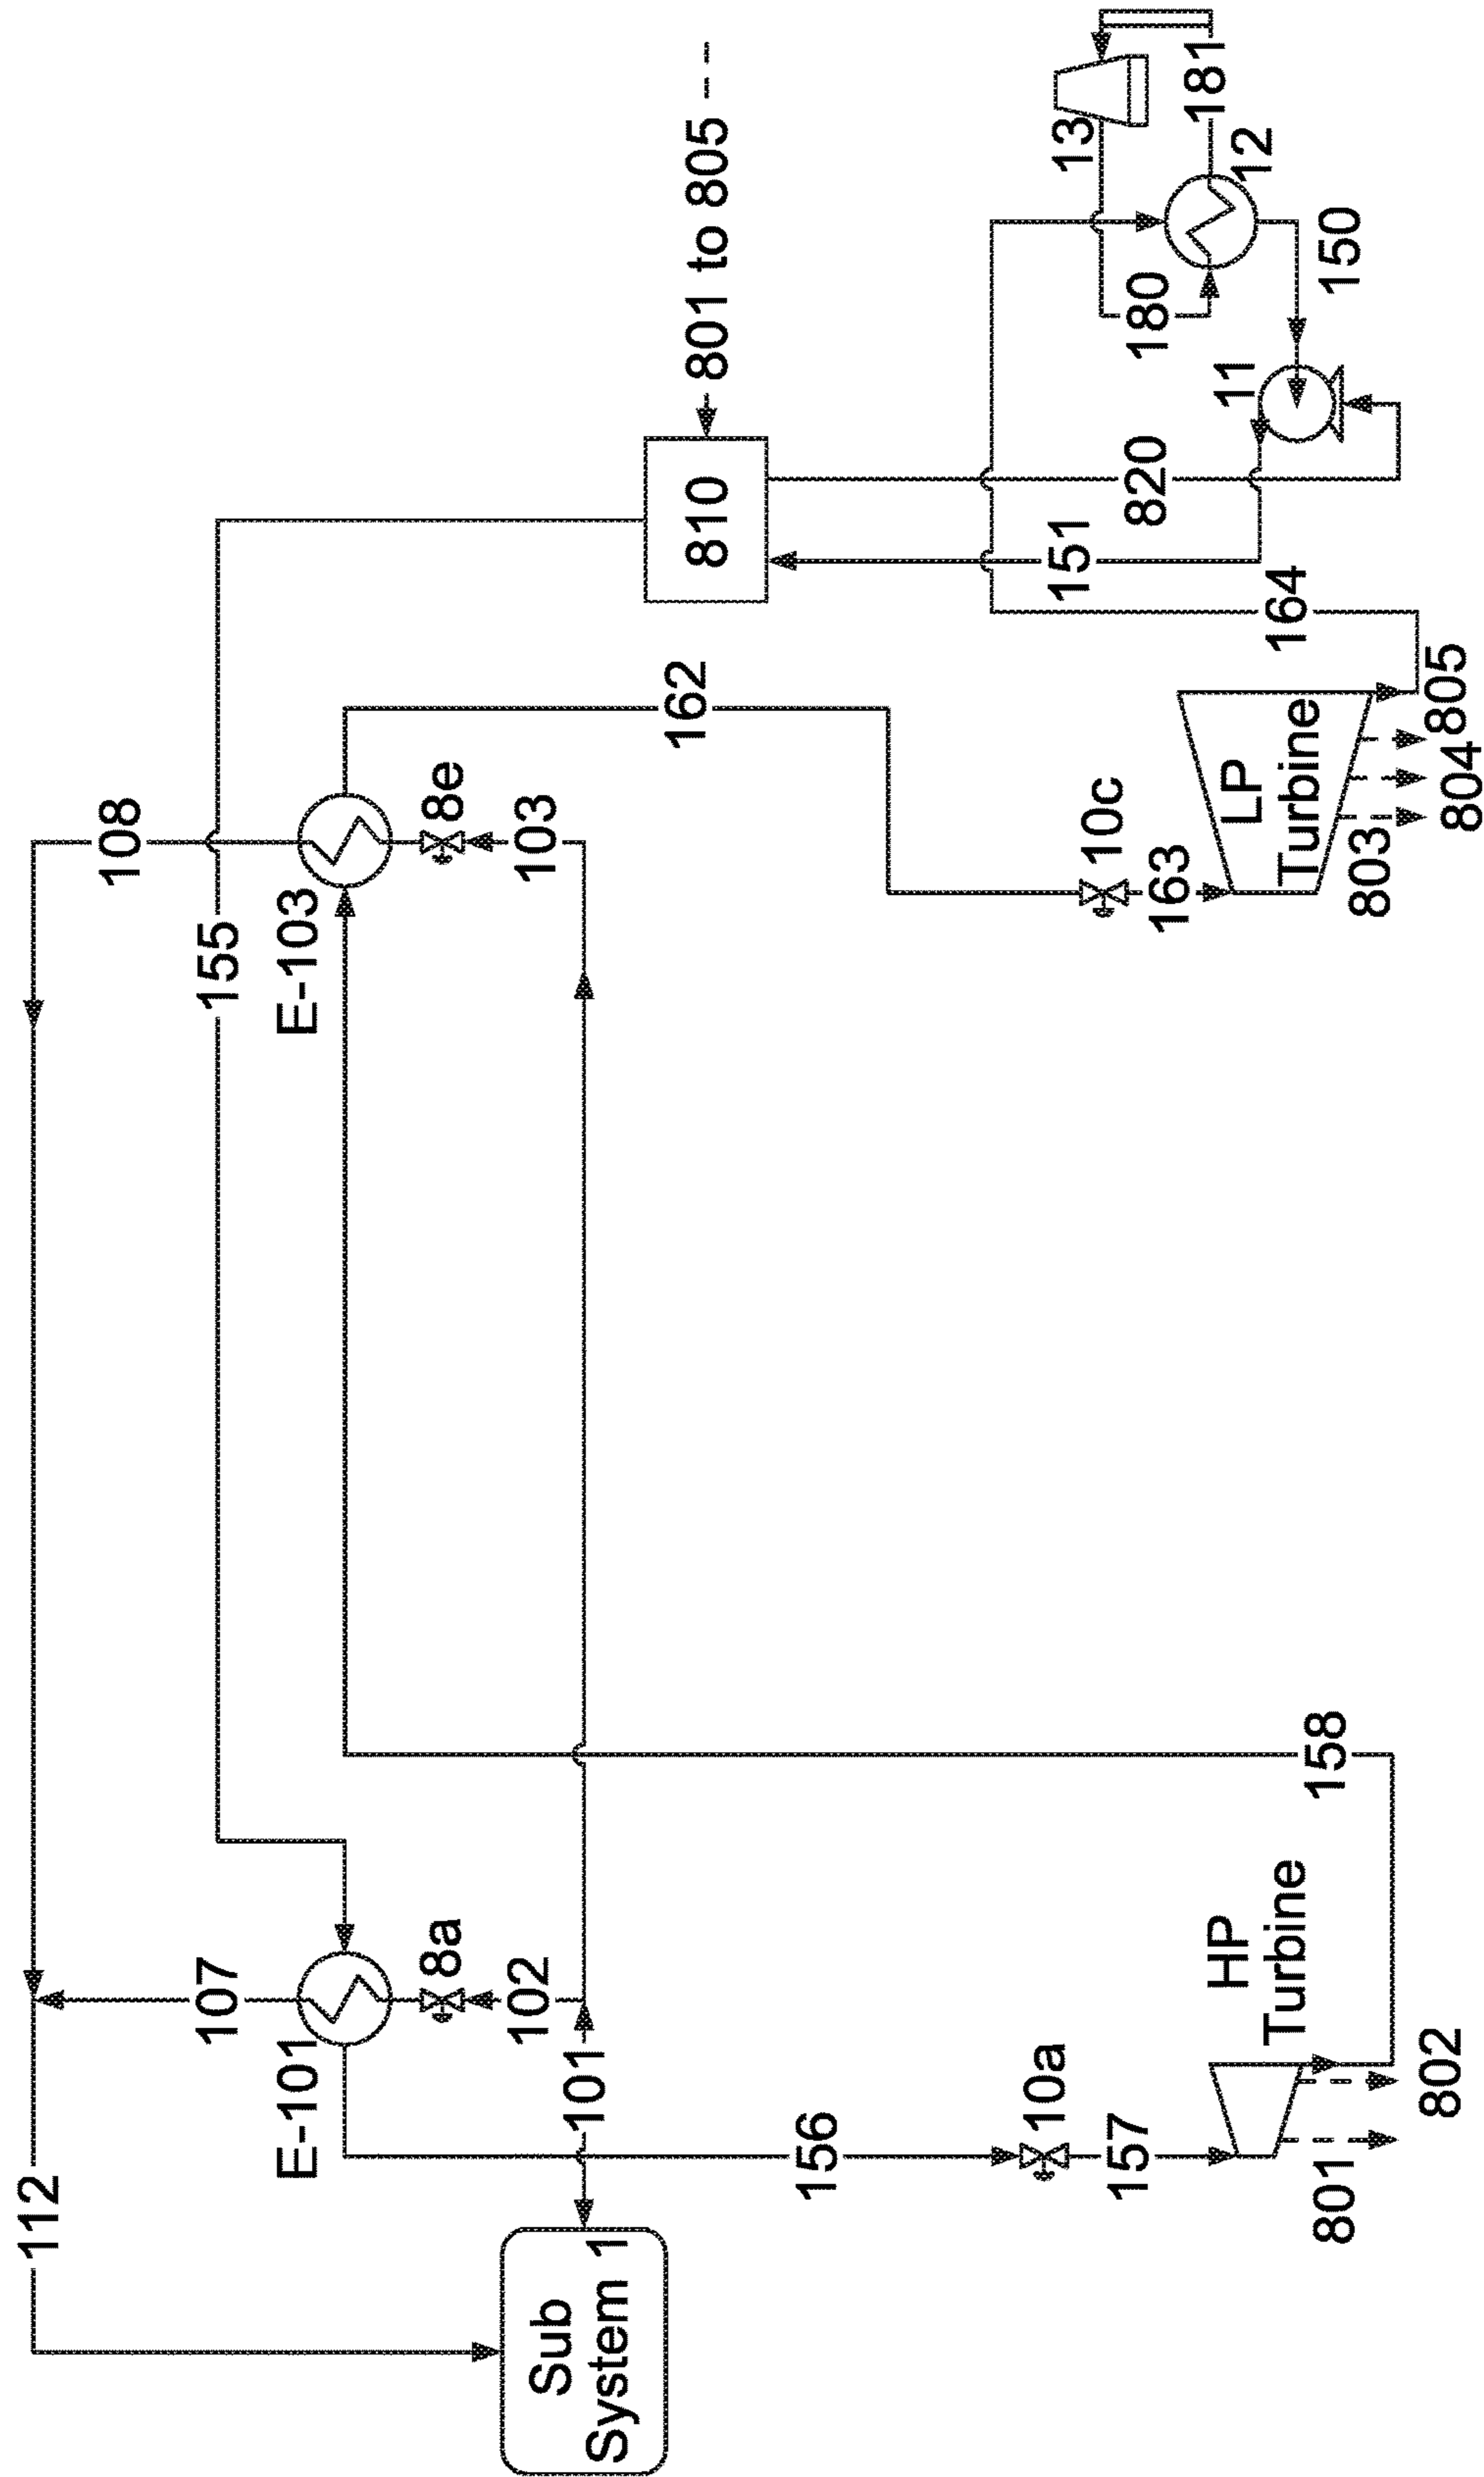 112
108
107
155
E-101
E-103
8a
8e
102
103
Sub
System 1
101
162
810
801 to 805
156
10a
10c
151
13
157
163
820
180
181
HP
Turbine
LP
Turbine
11
12
164
158
150
801
803
802
804
805